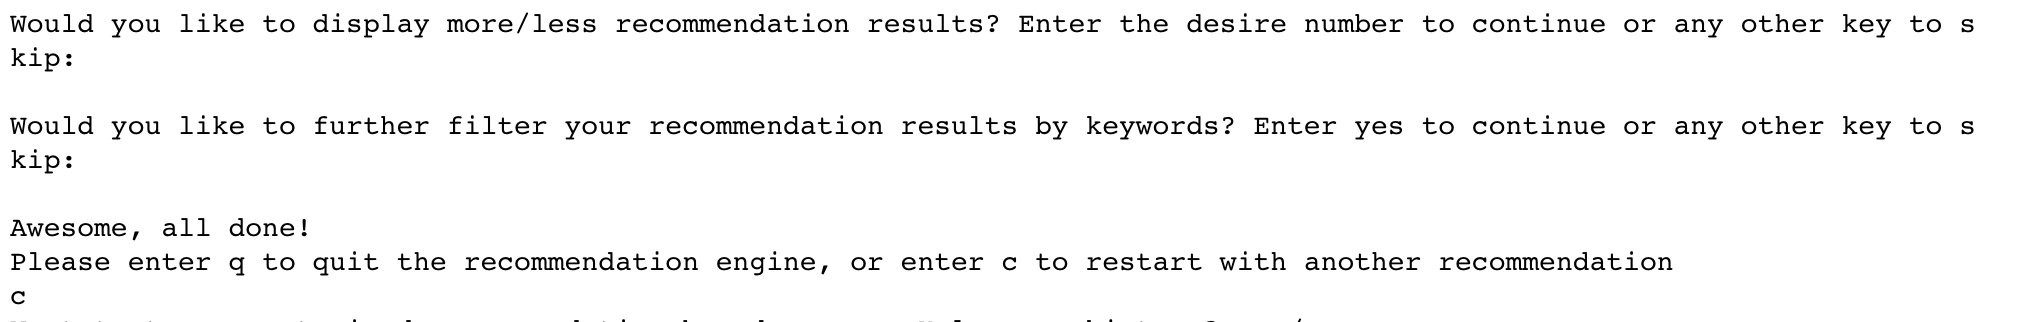 Would you like to display more/less recommendation results? Enter the desire number to continue or any other key to s
kip:
Would you like to further filter your recommendation results by keywords? Enter yes to continue or any other key to s
kip:
Awesome, all done!
Please enter q to quit the recommendation engine, or enter c to restart with another recommendation
c